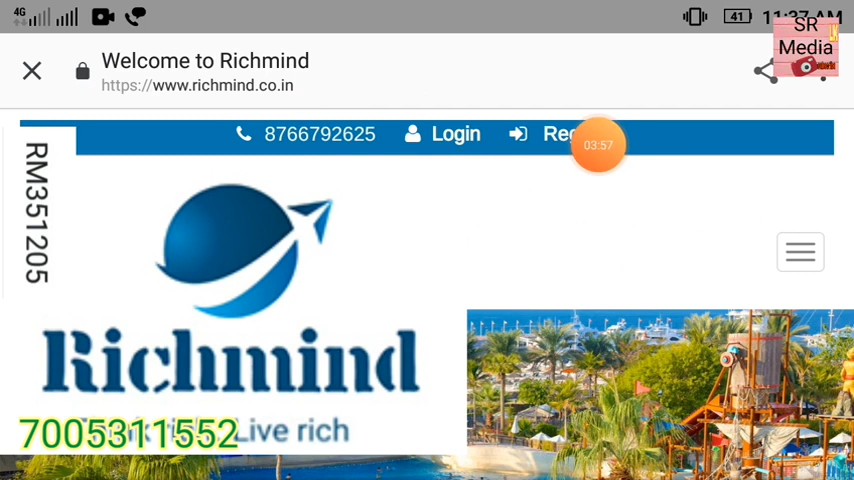 4G
41
11:37 AM
SR
Media
Welcome to Richmind
https://www.richmind.co.in
8766792625 Login
03:57
RM351205
Richmind
Live rich
7005311552